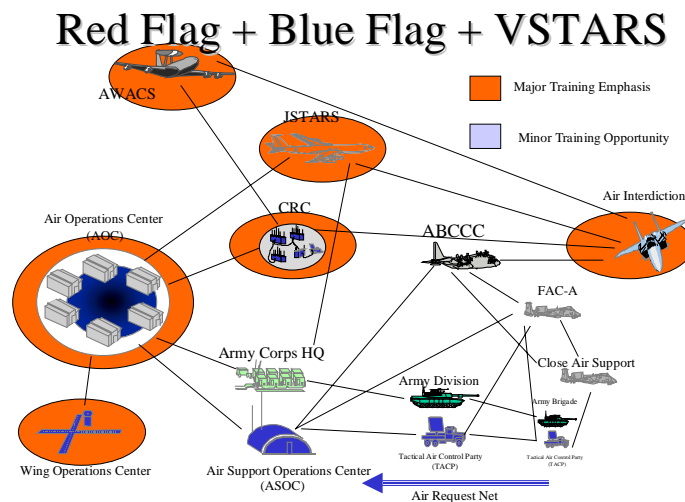 Red Flag + Blue Flag + VSTARS
AWACS
Major Training Emphasis
JSTARS
Minor Training Opportunity
Air Interdiction
CRC
Air Operations Center
(AOC)
ABCCC
FAC-A
Army Corps HQ
Close Air Support
Army Division
Army Brigade
Wing Operations Center
Air Support Operations Center
(ASOC)
Tactical Air Control Party
(TACP)
Tactical Air Control Party
(TACP)
Air Request Net